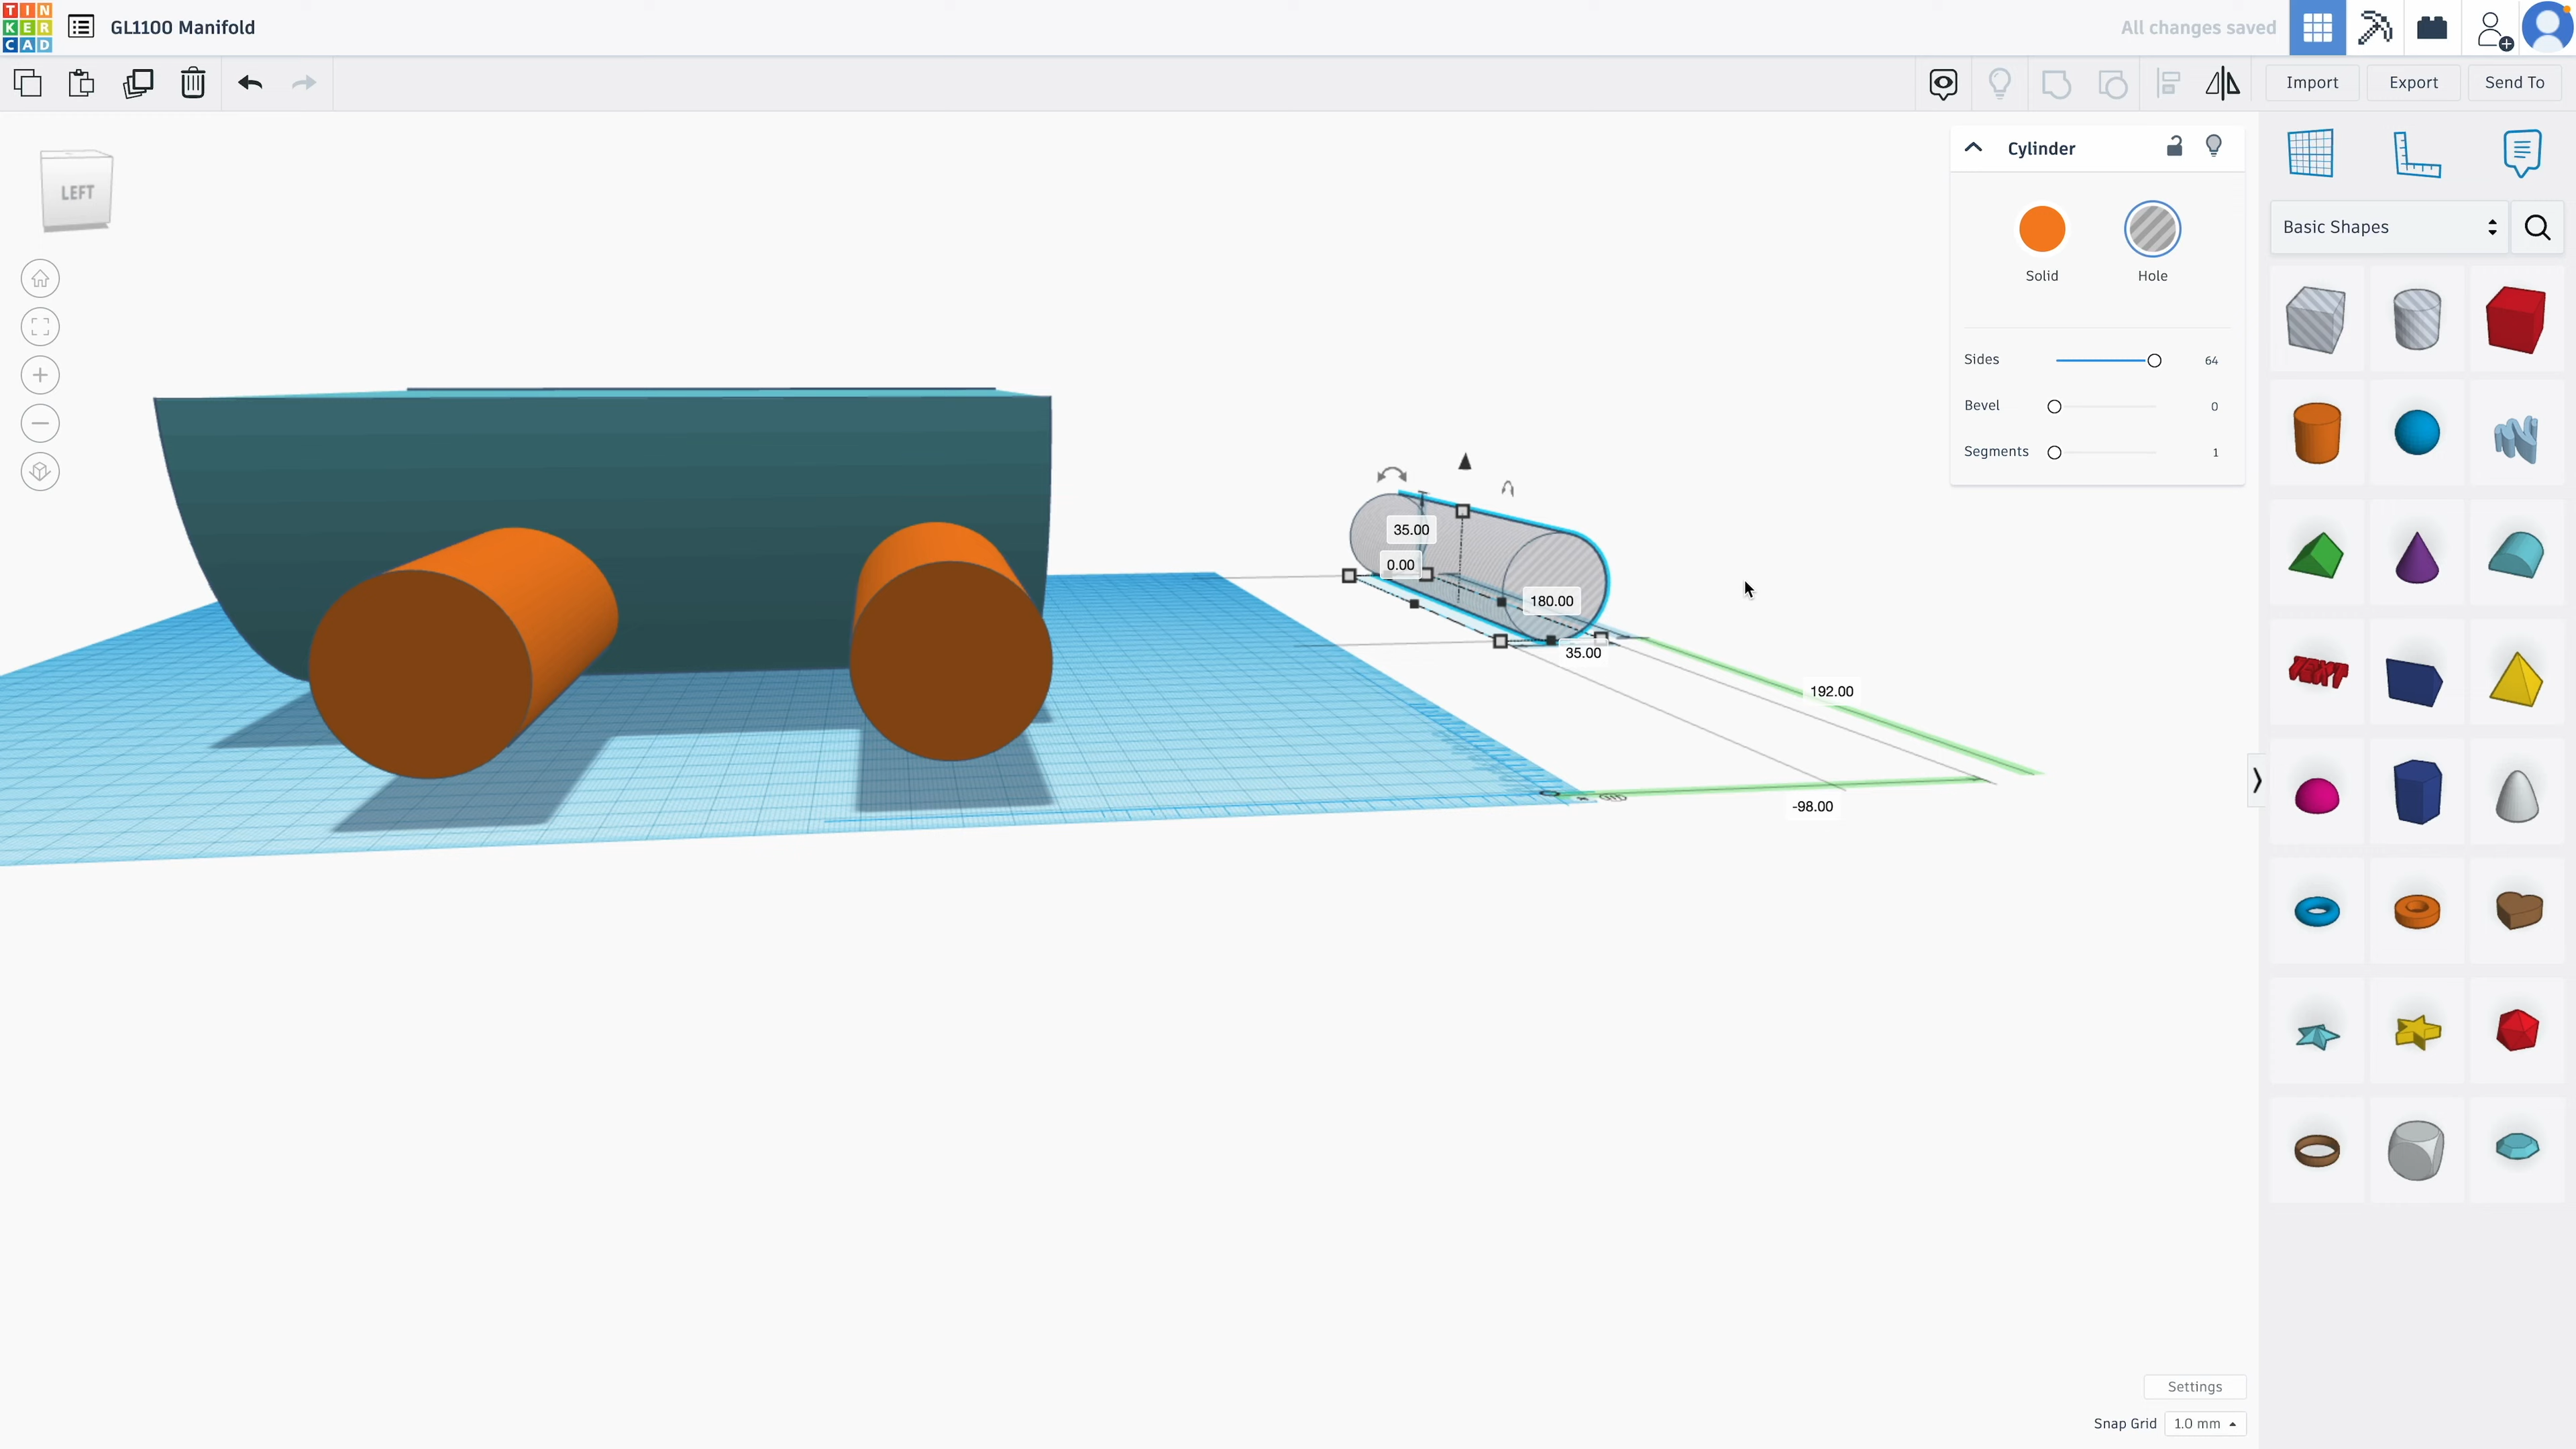 TIN
KER
CAD
GL1100 Manifold
All changes saved
Import
Export
Send To
LEFT
Cylinder
Solid
Hole
Sides
64
Bevel
0
Segments
1
Basic Shapes
TEXT
35.00
0.00
180.00
35.00
192.00
-98.00
Settings
Snap Grid
1.0 mm